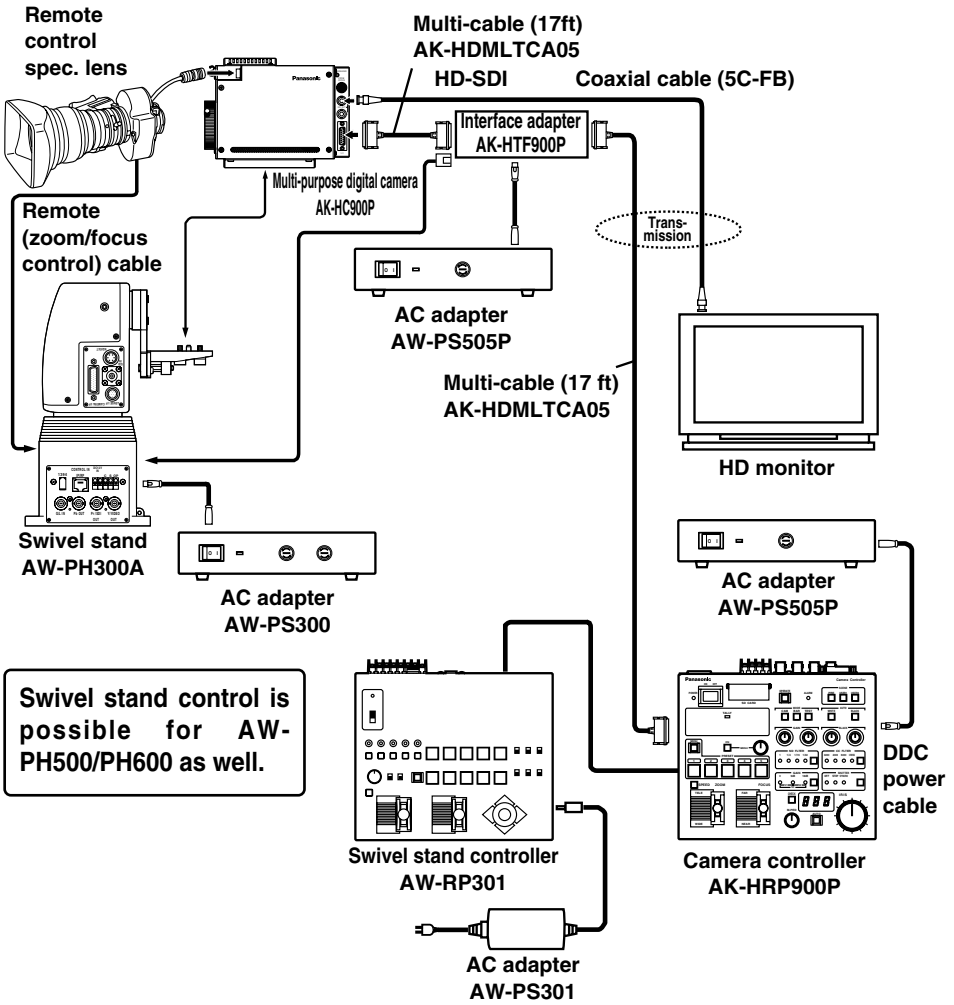 Remote
control
spec. lens
Multi-cable (17ft)
AK-HDMLTCA05
HD-SDI
Coaxial cable (5C-FB)
Panasonic
Interface adapter
AK-HTF900P
Multi-purpose digital camera
AK-HC900P
Remote
(zoom/focus
control) cable
Trans-
mission
AC adapter
AW-PS505P
Multi-cable (17 ft)
AK-HDMLTCA05
HD monitor
Swivel stand
AW-PH300A
AC adapter
AW-PS300
AC adapter
AW-PS505P
Swivel stand control is
possible for AW-
PH500/PH600 as well.
Panasonic
Camera Controller
DDC
power
cable
Swivel stand controller
AW-RP301
Camera controller
AK-HRP900P
AC adapter
AW-PS301